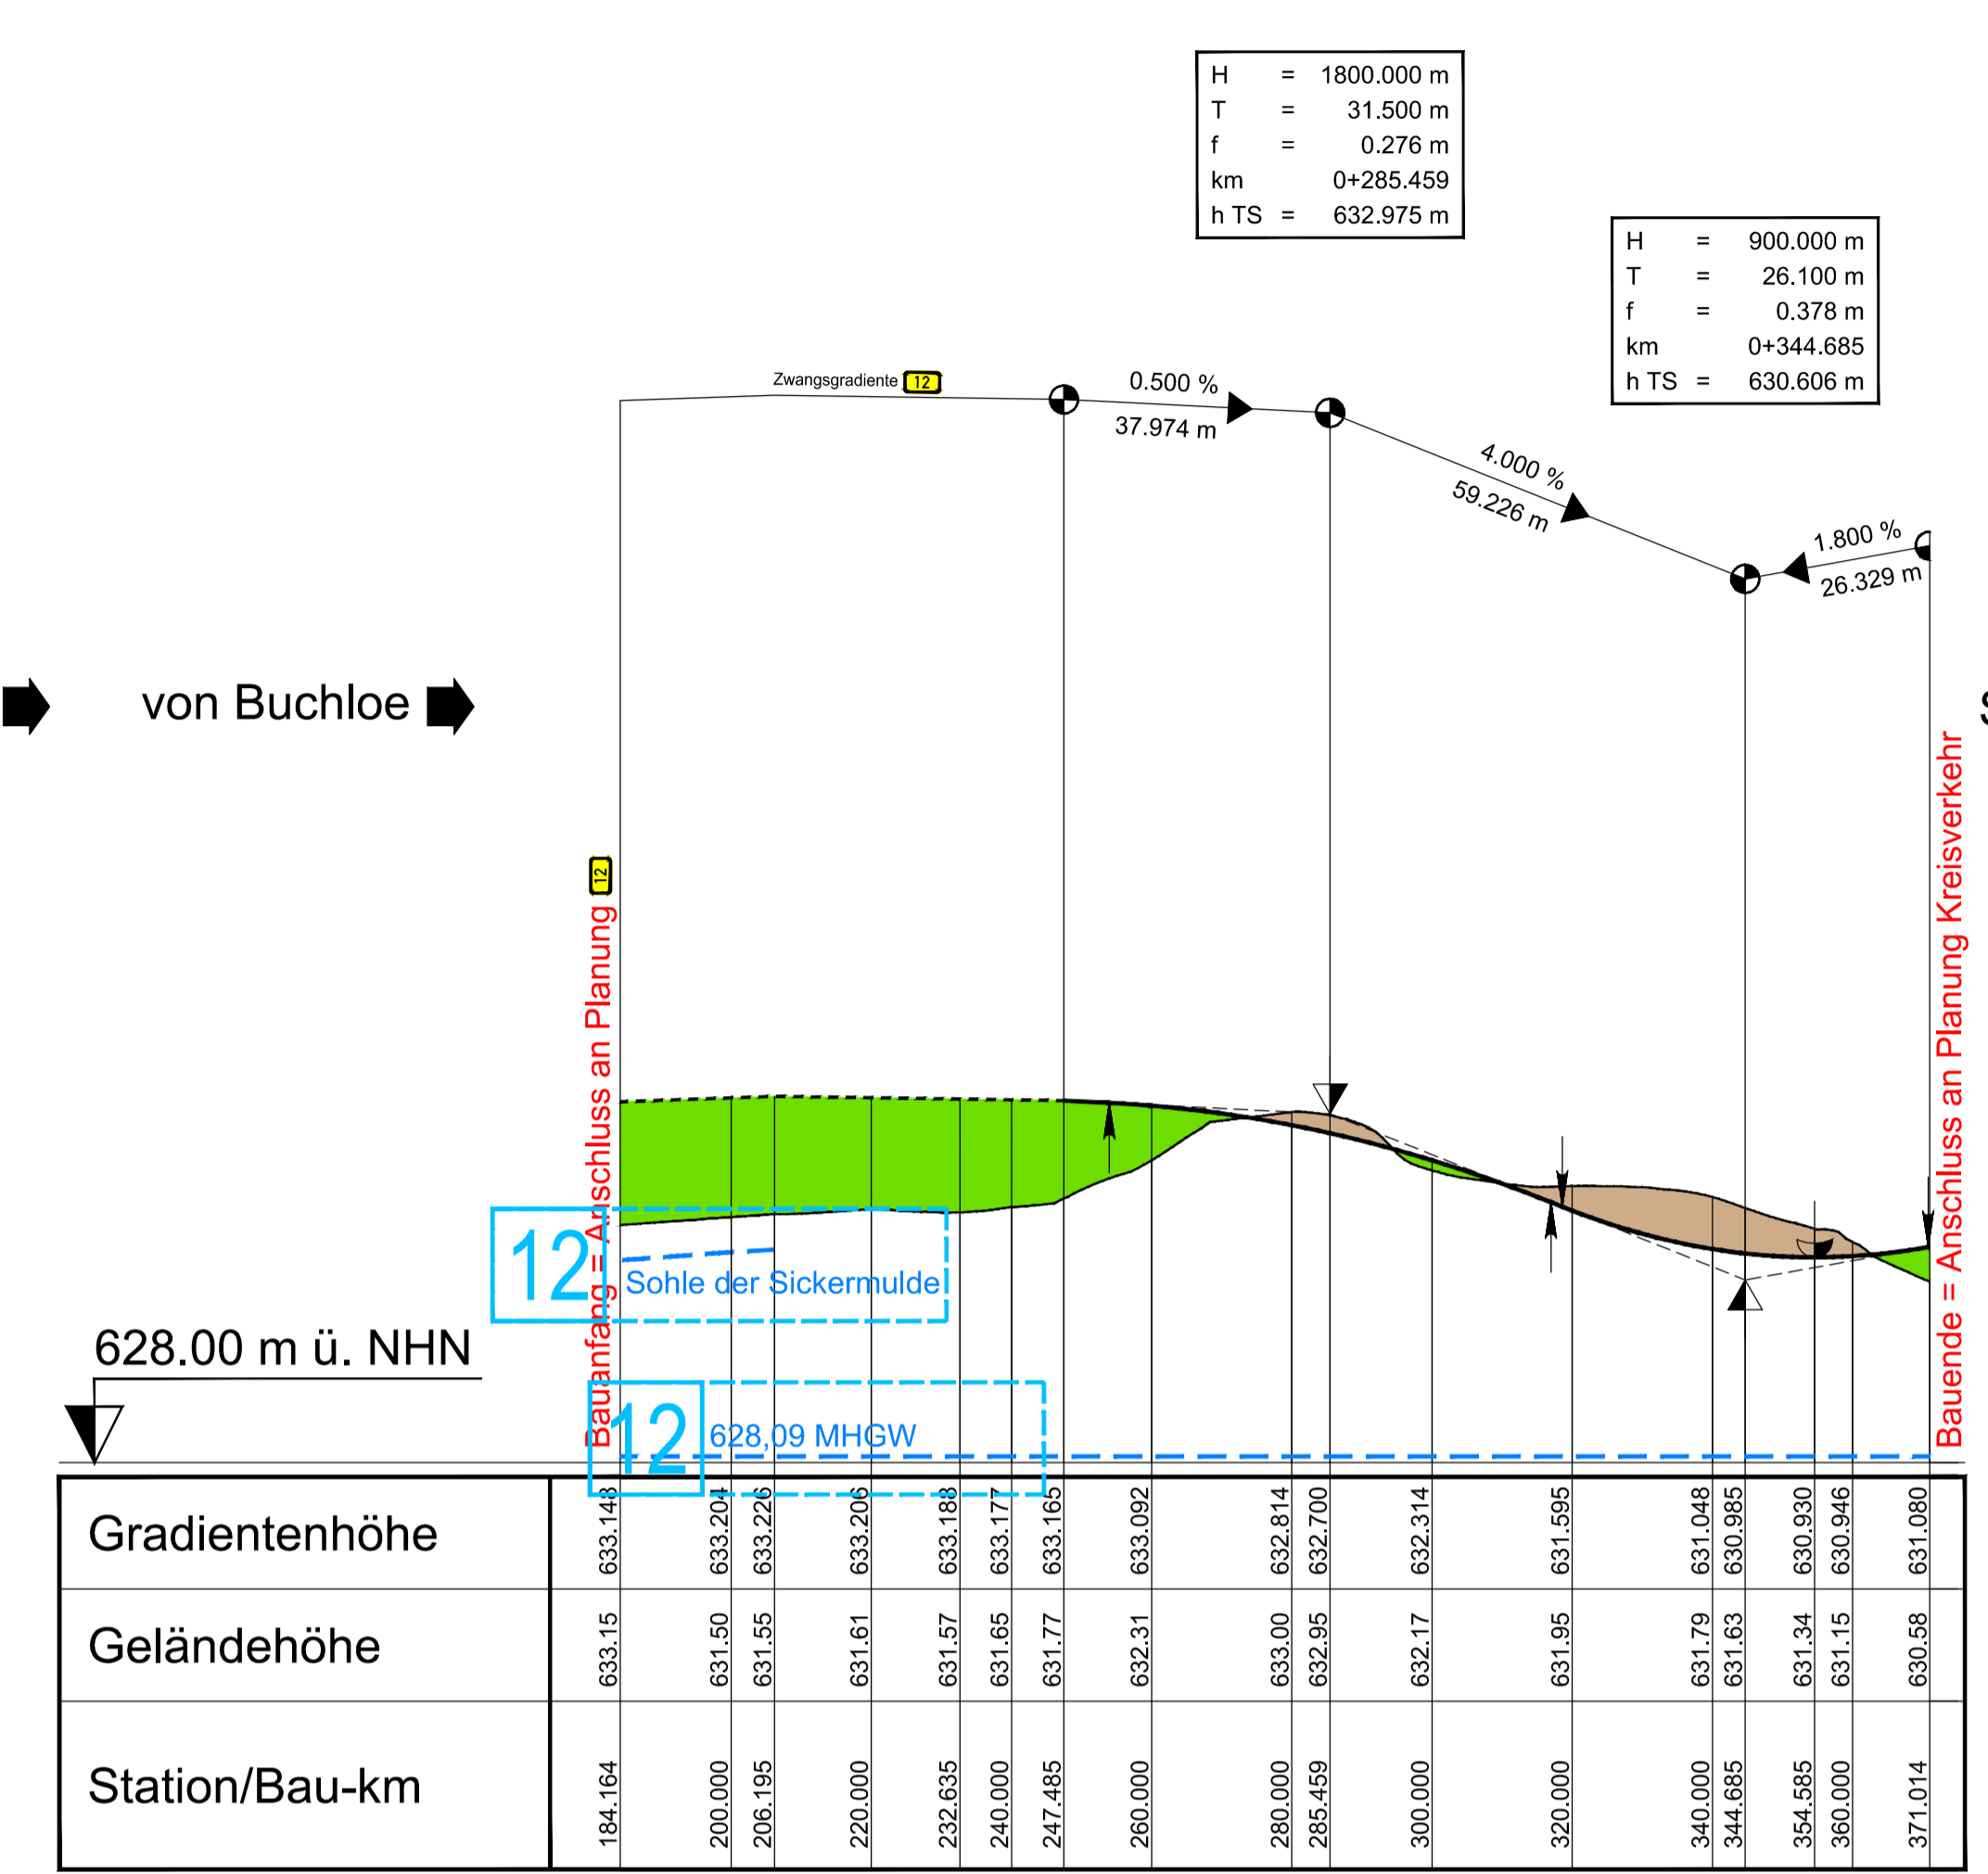 H = 1800.000 m
T = 31.500 m
f = 0.276 m
km 0+285.459
h TS = 632.975 m
H = 900.000 m
T = 26.100 m
f = 0.378 m
km 0+344.685
h TS = 630.606 m
Zwangsgradiente 12
0.500 %
37.974 m
4.000 %
59.226 m
1.800 %
26.329 m
von Buchloe
Bauanfang = Anschluss an Planung 12
Bauende = Anschluss an Planung Kreisverkehr
12 Sohle der Sickermulde
628.00 m ü. NHN
12 628,09 MHGW
Gradientenhöhe 633.148 633.204 633.226 633.206 633.188 633.177 633.165 633.092 632.814 632.700 632.314 631.595 631.048 630.985 630.930 630.946 631.080
Geländehöhe 633.15 631.50 631.55 631.61 631.57 631.65 631.77 632.31 633.00 632.95 632.17 631.95 631.79 631.63 631.34 631.15 630.58
Station/Bau-km 184.164 200.000 206.195 220.000 232.635 240.000 247.485 260.000 280.000 285.459 300.000 320.000 340.000 344.685 354.585 360.000 371.014